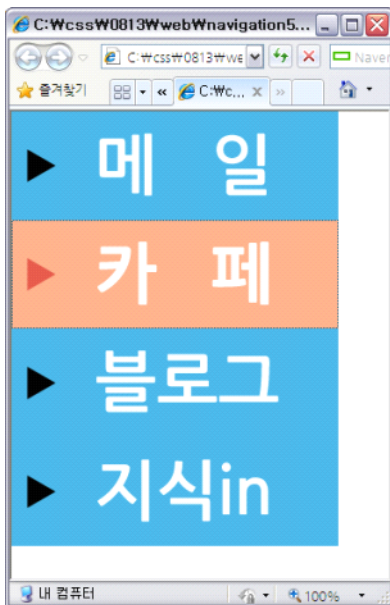 C:₩css₩0813₩web₩navigation5...
C:₩css₩0813₩we
Naver
즐겨찾기
«
C:₩c...
»
메 일
카 페
블로그
지식in
내 컴퓨터
100%